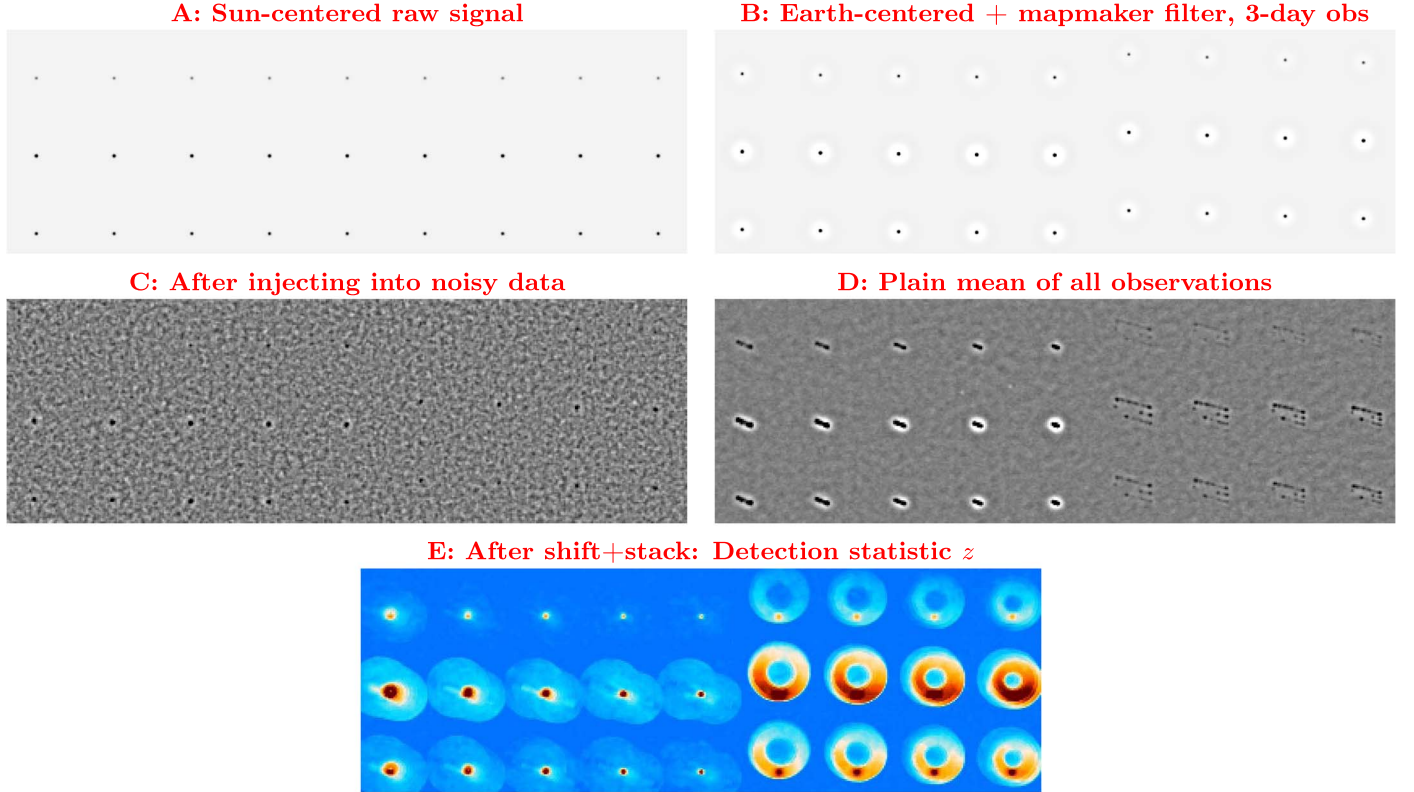 A: Sun-centered raw signal
B: Earth-centered + mapmaker filter, 3-day obs
C: After injecting into noisy data
D: Plain mean of all observations
E: After shift+stack: Detection statistic z